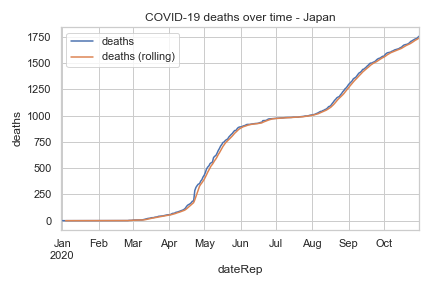 COVID-19 deaths over time - Japan
deaths
deaths (rolling)
1750
1500
1250
1000
750
500
250
0
deaths
Jan Feb Mar Apr May Jun Jul Aug Sep Oct
2020
dateRep